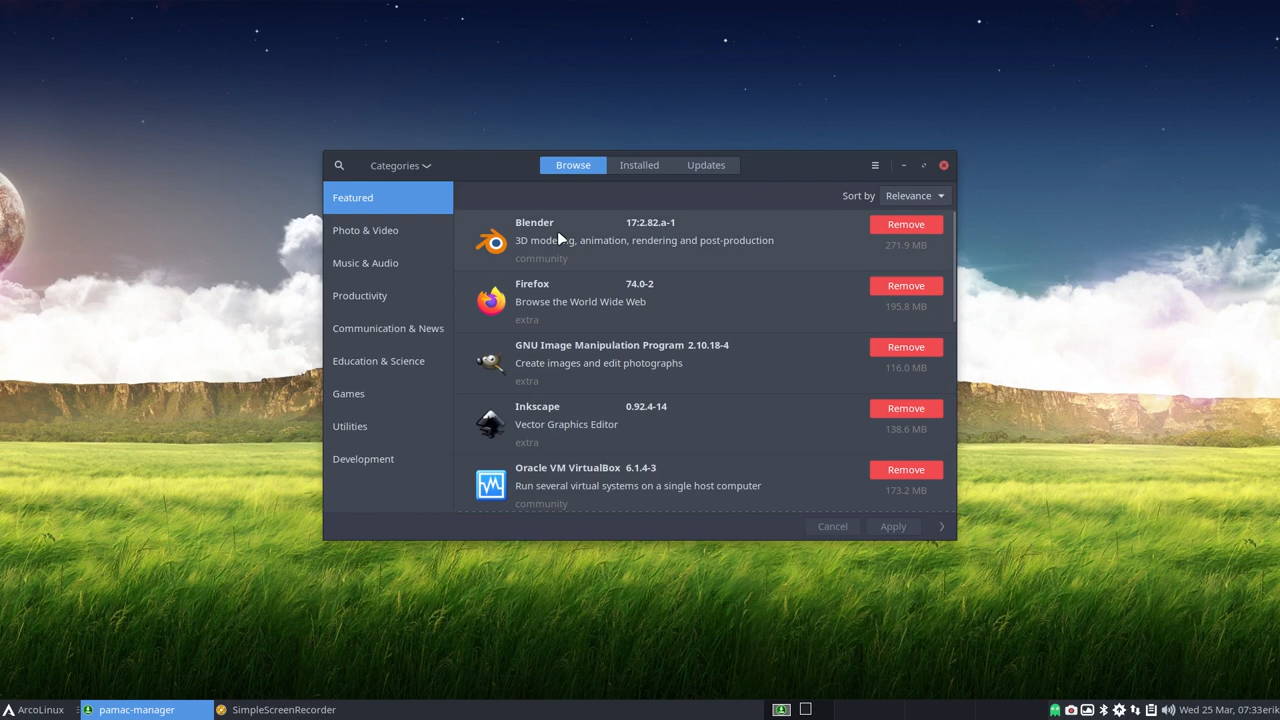 Categories
Browse
Installed
Updates
Featured
Photo & Video
Music & Audio
Productivity
Communication & News
Education & Science
Games
Utilities
Development
Sort by Relevance
Blender 17:2.82.a-1
Remove
3D modeling, animation, rendering and post-production
271.9 MB
community
Firefox 74.0-2
Remove
Browse the World Wide Web
195.8 MB
extra
GNU Image Manipulation Program 2.10.18-4
Remove
Create images and edit photographs
116.0 MB
extra
Inkscape 0.92.4-14
Remove
Vector Graphics Editor
138.6 MB
extra
Oracle VM VirtualBox 6.1.4-3
Remove
Run several virtual systems on a single host computer
173.2 MB
community
Cancel
Apply
ArcoLinux
pamac-manager
SimpleScreenRecorder
Wed 25 Mar, 07:33
erik